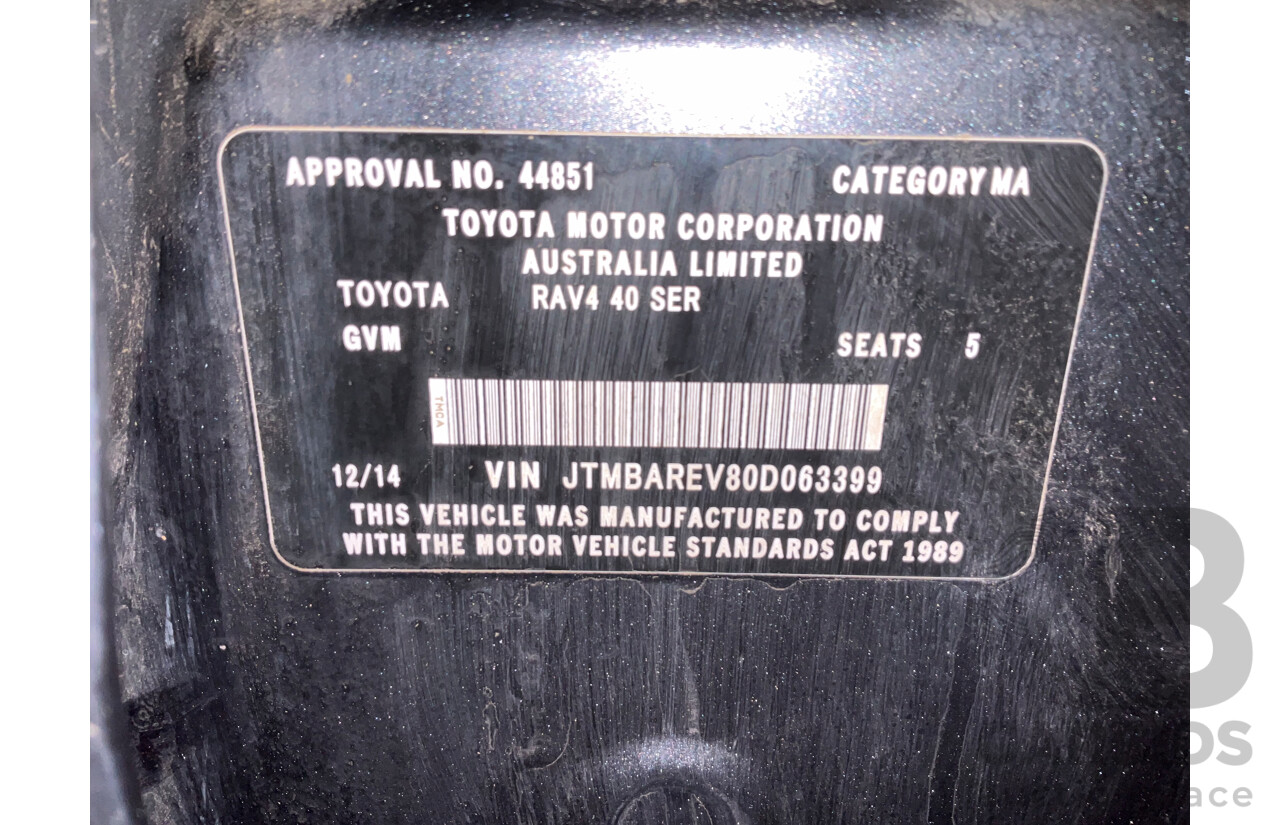 APPROVAL NO. 44851 CATEGORY MA
TOYOTA MOTOR CORPORATION
AUSTRALIA LIMITED
TOYOTA RAV4 40 SER
GVM SEATS 5
TMCA
12/14 VIN JTMBAREV80D063399
THIS VEHICLE WAS MANUFACTURED TO COMPLY
WITH THE MOTOR VEHICLE STANDARDS ACT 1989